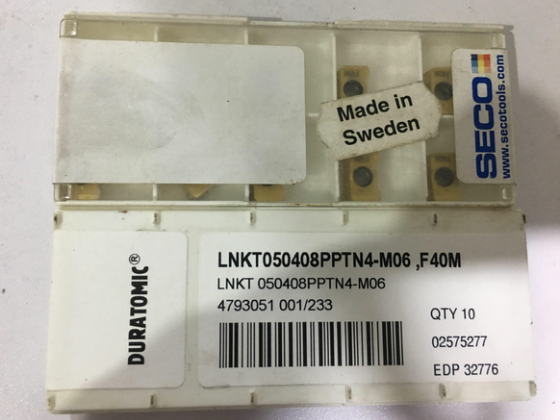 Made in
Sweden
SECO
www.secotools.com
DURATOMIC®
LNKT050408PPTN4-M06 ,F40M
LNKT 050408PPTN4-M06
4793051 001/233
QTY 10
02575277
EDP 32776